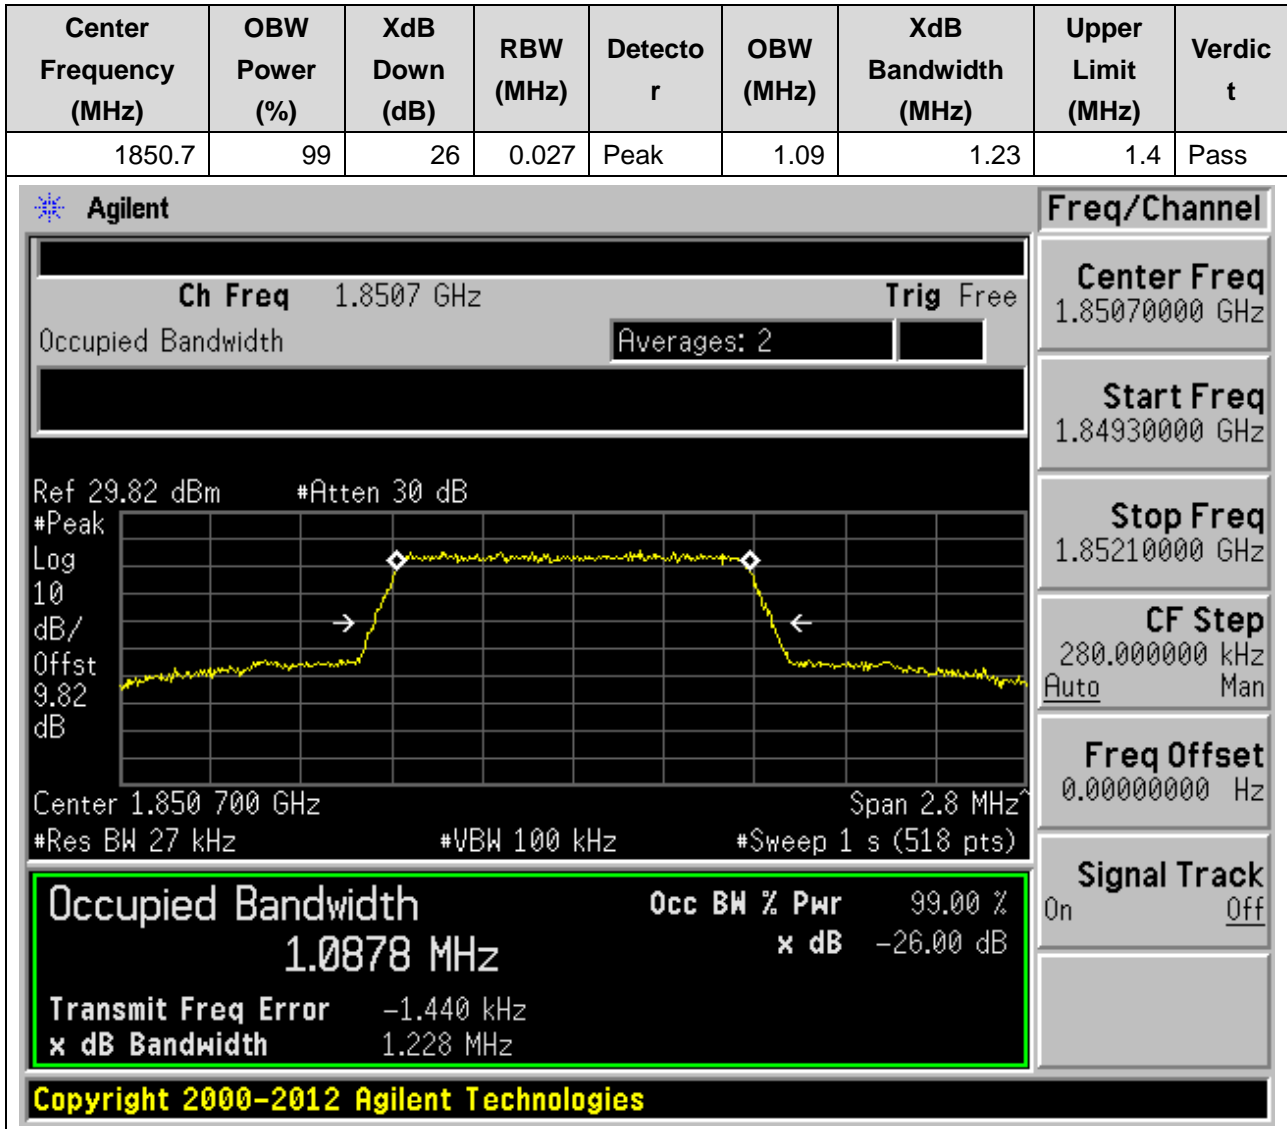 Center Frequency (MHz) OBW Power (%) XdB Down (dB) RBW (MHz) Detecto r OBW (MHz) XdB Bandwidth (MHz) Upper Limit (MHz) Verdic t
1850.7 99 26 0.027 Peak 1.09 1.23 1.4 Pass
Agilent
Freq/Channel
Ch Freq 1.8507 GHz Trig Free
Occupied Bandwidth Averages: 2
Center Freq
1.85070000 GHz
Start Freq
1.84930000 GHz
Stop Freq
1.85210000 GHz
CF Step
280.000000 kHz
Auto Man
Freq Offset
0.00000000 Hz
Signal Track
On Off
Ref 29.82 dBm #Atten 30 dB
#Peak
Log
10
dB/
Offst
9.82
dB
Center 1.850 700 GHz Span 2.8 MHz^
#Res BW 27 kHz #VBW 100 kHz #Sweep 1 s (518 pts)
Occupied Bandwidth Occ BW % Pwr 99.00 %
1.0878 MHz x dB -26.00 dB
Transmit Freq Error -1.440 kHz
x dB Bandwidth 1.228 MHz
Copyright 2000-2012 Agilent Technologies